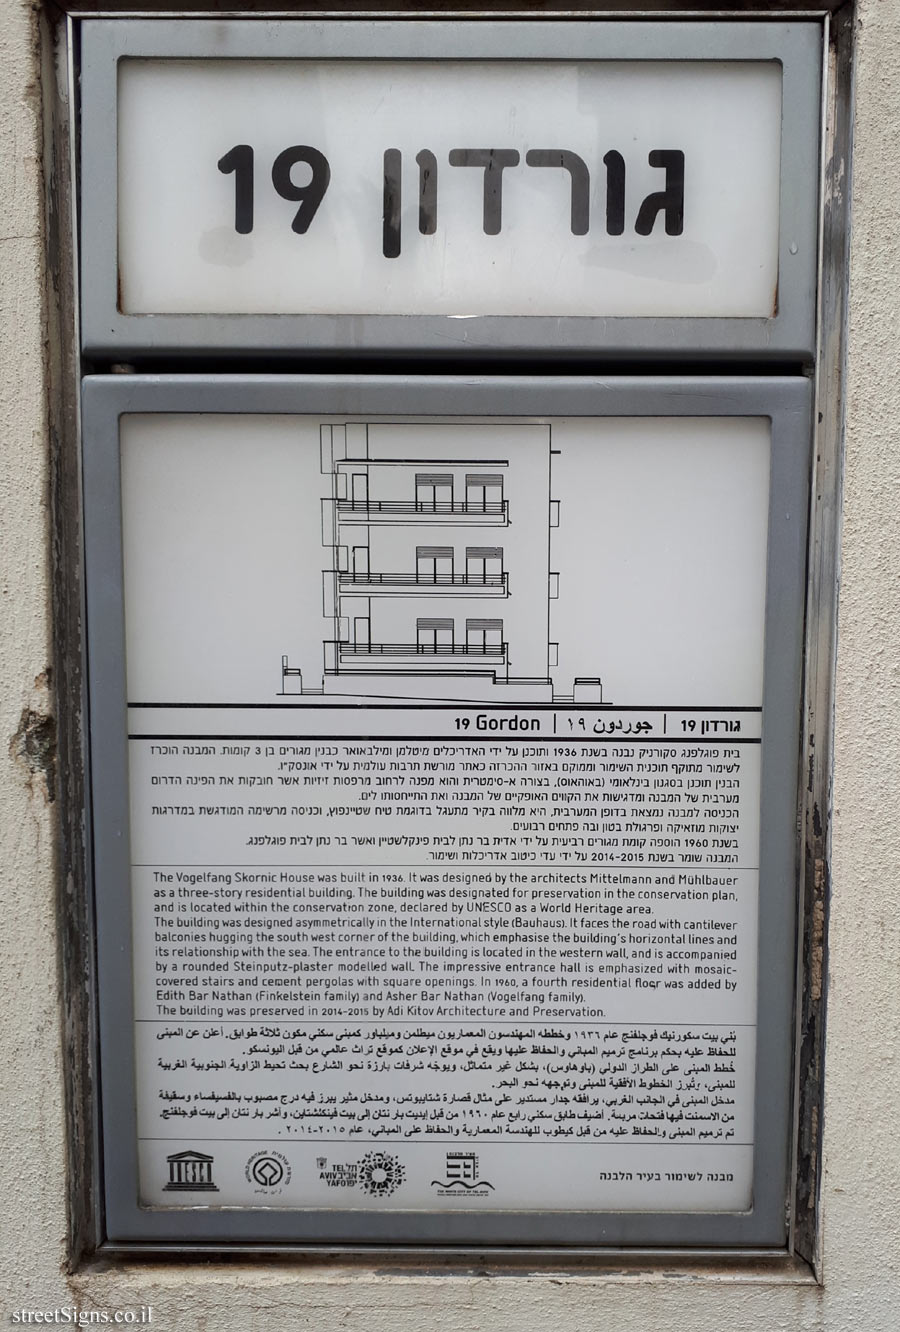 גורדון 19
גורדון 19 | جوردون ١٩ | 19 Gordon
בית פוגלפנג סקורניק נבנה בשנת 1936 ותוכנן על ידי האדריכלים מיטלמן ומילבאואר כבנין מגורים בן 3 קומות. המבנה הוכרז
לשימור מתוקף תוכנית השימור וממוקם באזור ההכרזה כאתר מורשת תרבות עולמית על ידי אונסק"ו.
הבנין תוכנן בסגנון בינלאומי (באוהאוס), בצורה א-סימטרית והוא מפנה לרחוב מרפסות זיזיות אשר חובקות את הפינה הדרום
מערבית של המבנה ומדגישות את הקווים האופקיים של המבנה ואת התייחסותו לים.
הכניסה למבנה נמצאת בדופן המערבית, היא מלווה בקיר מתעגל בדוגמת טיח שטיינפוץ, וכניסה מרשימה המודגשת במדרגות
יצוקות מוזאיקה ופרגולת בטון ובה פתחים רבועים.
בשנת 1960 הוספה קומת מגורים רביעית על ידי אדית בר נתן לבית פינקלשטיין ואשר בר נתן לבית פוגלפנג.
המבנה שומר בשנת 2014-2015 על ידי עדי כיטוב אדריכלות ושימור.
The Vogelfang Skornic House was built in 1936. It was designed by the architects Mittelmann and Mühlbauer
as a three-story residential building. The building was designated for preservation in the conservation plan,
and is located within the conservation zone, declared by UNESCO as a World Heritage area.
The building was designed asymmetrically in the International style (Bauhaus). It faces the road with cantilever
balconies hugging the south west corner of the building, which emphasise the building's horizontal lines and
its relationship with the sea. The entrance to the building is located in the western wall, and is accompanied
by a rounded Steinputz-plaster modelled wall. The impressive entrance hall is emphasized with mosaic-
covered stairs and cement pergolas with square openings. In 1960, a fourth residential floor was added by
Edith Bar Nathan (Finkelstein family) and Asher Bar Nathan (Vogelfang family).
The building was preserved in 2014-2015 by Adi Kitov Architecture and Preservation.
بُني بيت سكورنيك فوجلفنج عام ١٩٣٦ وخططه المهندسون المعماريون ميطلمن وميلباور كمبنى سكني مكون ثلاثة طوابق. أعلن عن المبنى
للحفاظ عليه بحكم برنامج ترميم المباني والحفاظ عليها ويقع في موقع الإعلان كموقع تراث عالمي من قبل اليونسكو.
خُطط المبنى على الطراز الدولي (باوهاوس)، بشكل غير متماثل، ويوجّه شرفات بارزة نحو الشارع بحث تحيط الزاوية الجنوبية الغربية
للمبنى، تُبرز الخطوط الأفقية للمبنى وتوجهه نحو البحر.
مدخل المبنى في الجانب الغربي، يرافقه جدار مستدير على مثال قصارة شتايبوتس، ومدخل مثير يبرز فيه درج مصبوب بالفسيفساء وسقيفة
من الاسمنت فيها فتحات مربعة. أضيف طابق سكني رابع عام ١٩٦٠ من قبل إيديت بار نتان إلى بيت فينكلشتاين، وأشر بار نتان إلى بيت فوجلفنج.
تم ترميم المبنى والحفاظ عليه من قبل كيطوب للهندسة المعمارية والحفاظ على المباني، عام ٢٠١٥-٢٠١٤ .
UNESCO
WORLD HERITAGE
TEL AVIV YAFO
תל אביב יפו
THE WHITE CITY OF TEL AVIV
מבנה לשימור בעיר הלבנה
streetSigns.co.il